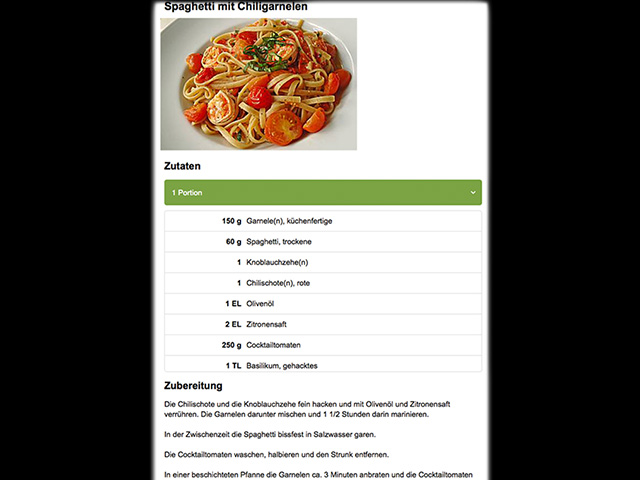 Spaghetti mit Chiligarnelen
Zutaten
1 Portion
150 g Garnele(n), küchenfertige
60 g Spaghetti, trockene
1 Knoblauchzehe(n)
1 Chilischote(n), rote
1 EL Olivenöl
2 EL Zitronensaft
250 g Cocktailtomaten
1 TL Basilikum, gehacktes
Zubereitung
Die Chilischote und die Knoblauchzehe fein hacken und mit Olivenöl und Zitronensaft
verrühren. Die Garnelen darunter mischen und 1 1/2 Stunden darin marinieren.
In der Zwischenzeit die Spaghetti bissfest in Salzwasser garen.
Die Cocktailtomaten waschen, halbieren und den Strunk entfernen.
In einer beschichteten Pfanne die Garnelen ca. 3 Minuten anbraten und die Cocktailtomaten